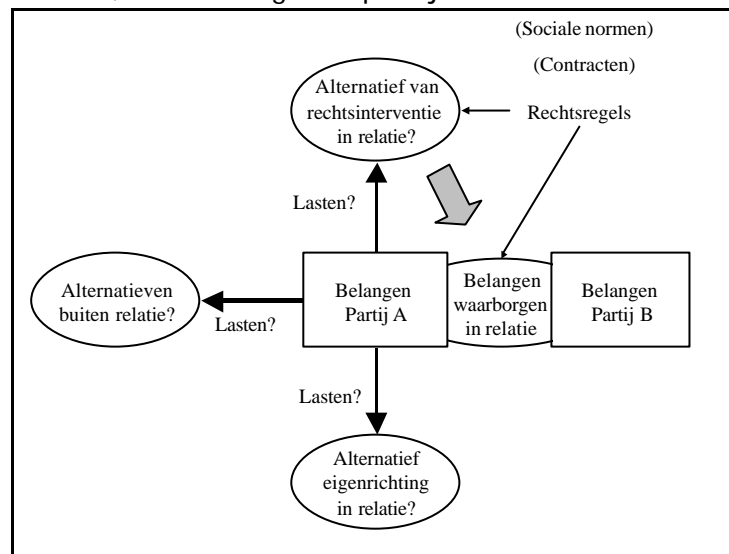 (Sociale normen)
(Contracten)
Alternatief van
rechtsinterventie
in relatie?
Rechtsregels
Lasten?
Alternatieven
buiten relatie?
Lasten?
Belangen
Partij A
Belangen
waarborgen
in relatie
Belangen
Partij B
Lasten?
Alternatief
eigenrichting
in relatie?